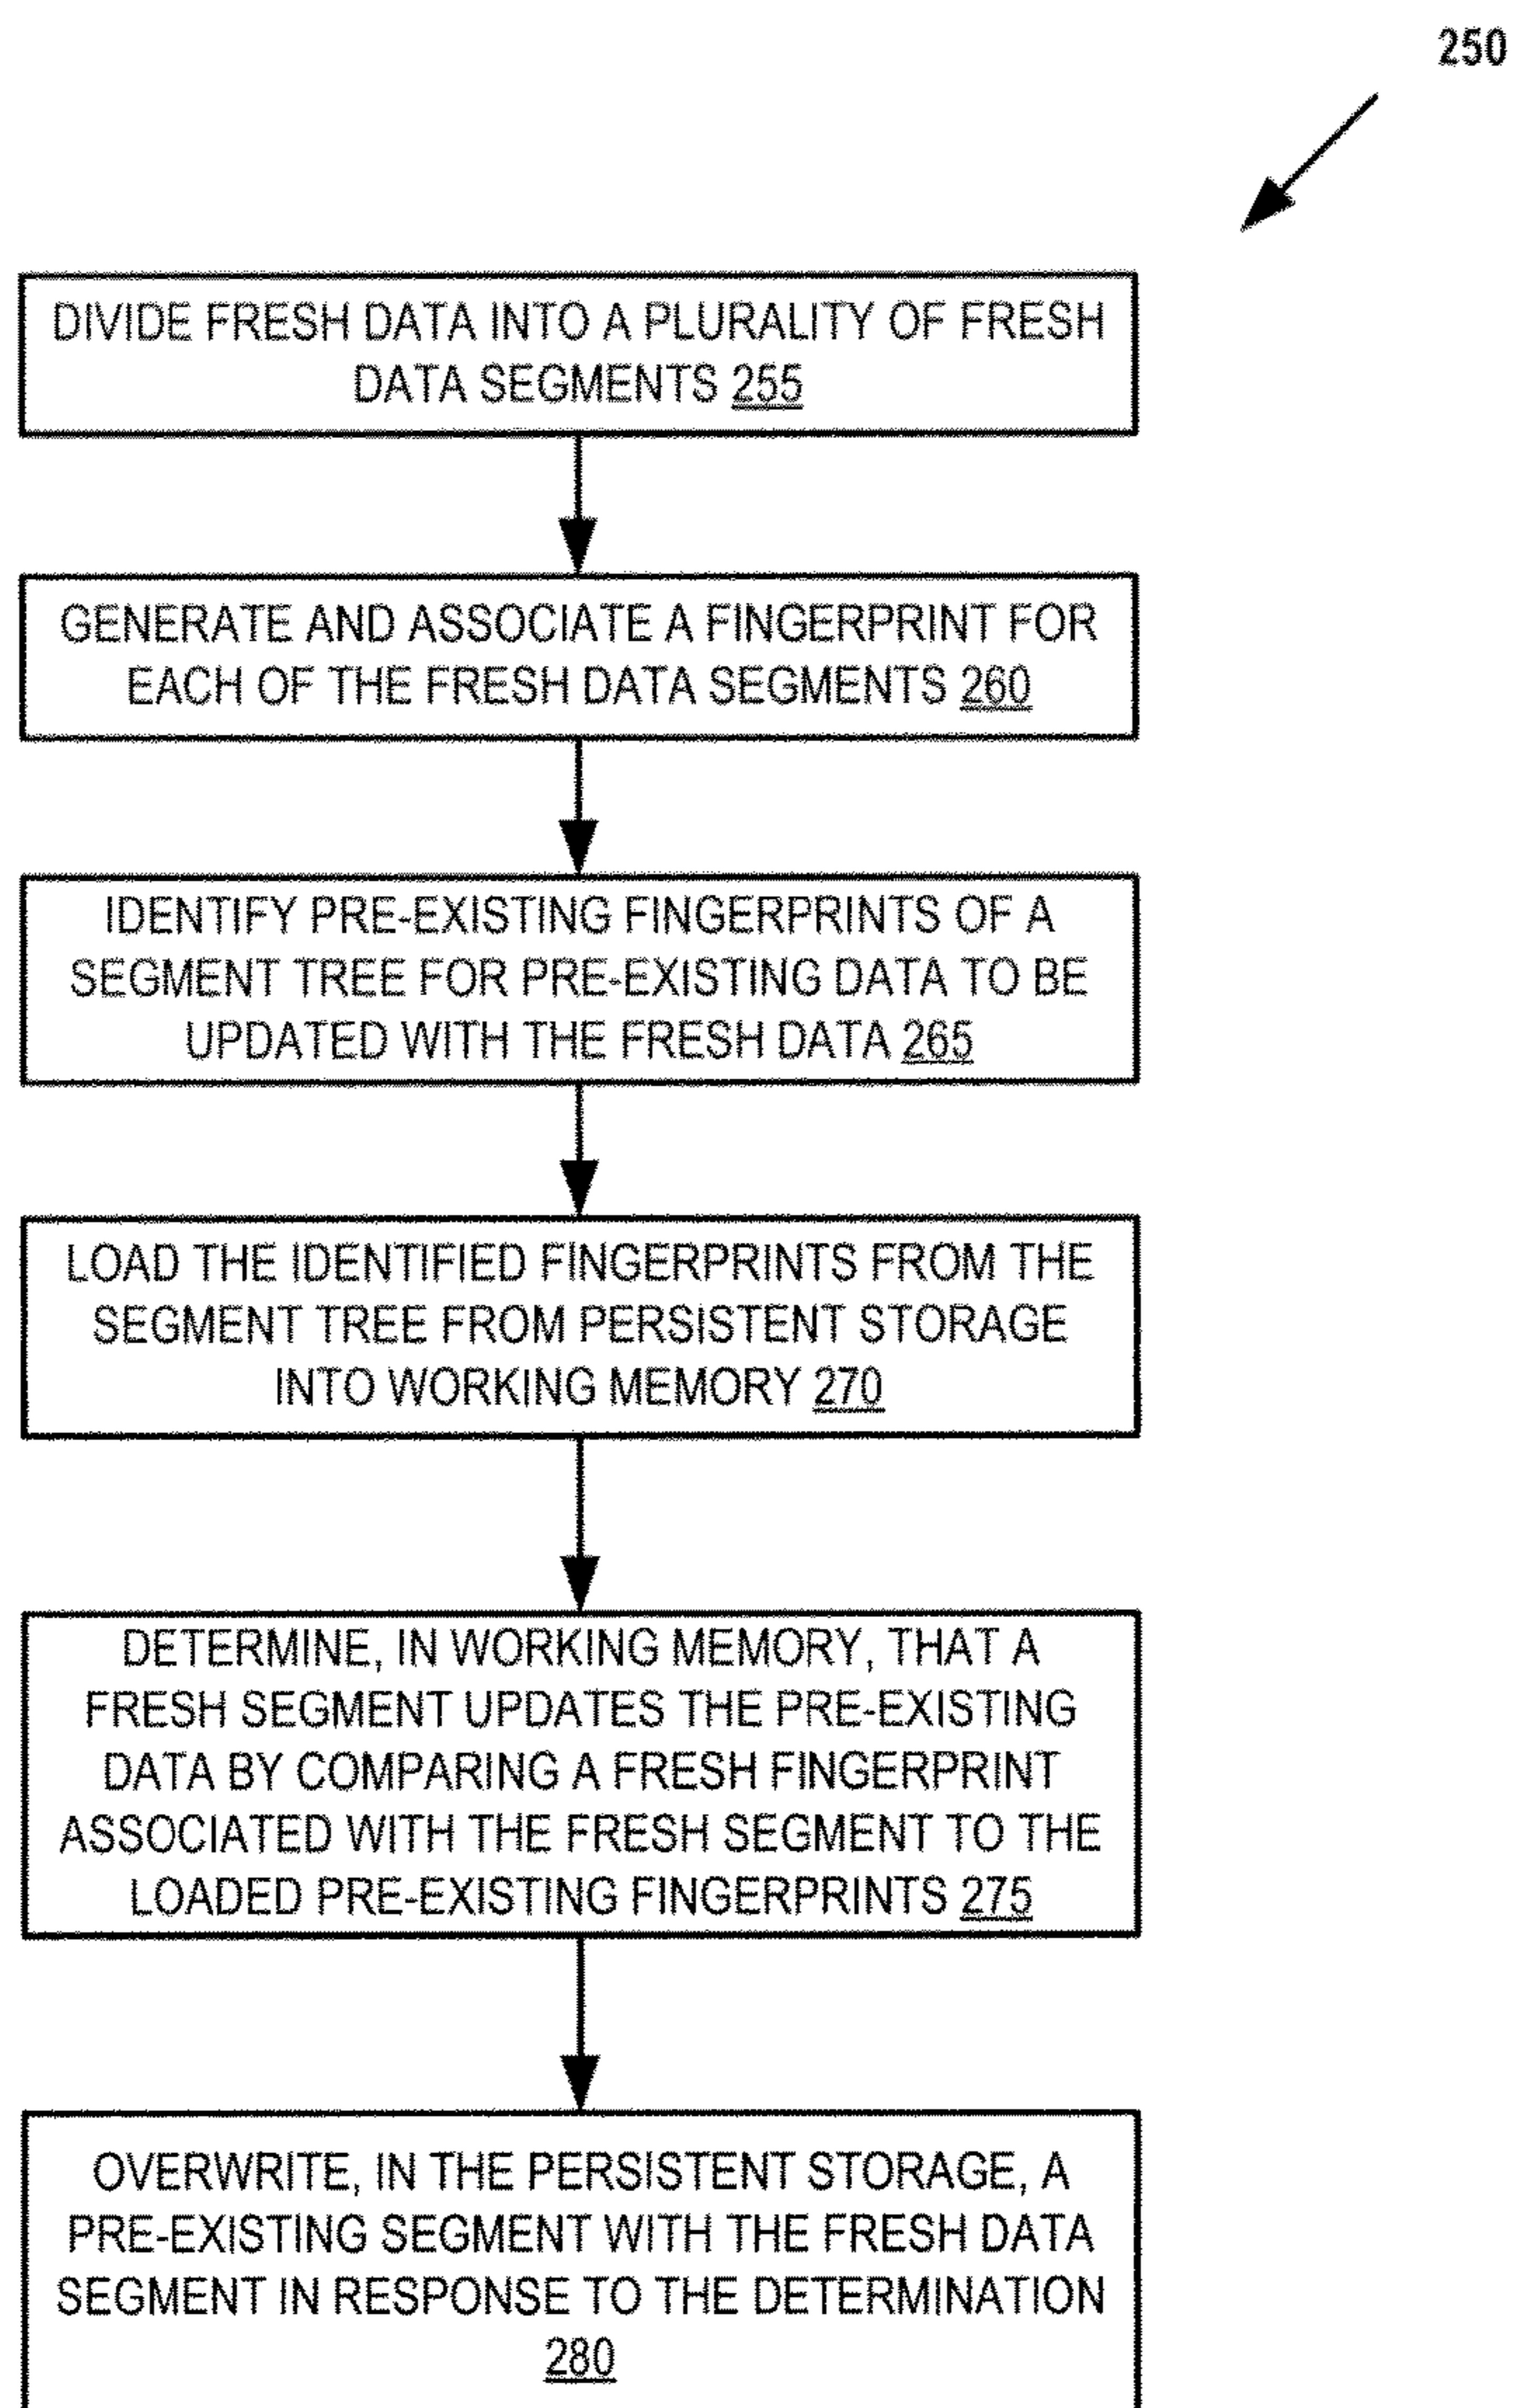 250
DIVIDE FRESH DATA INTO A PLURALITY OF FRESH
DATA SEGMENTS 255
GENERATE AND ASSOCIATE A FINGERPRINT FOR
EACH OF THE FRESH DATA SEGMENTS 260
IDENTIFY PRE-EXISTING FINGERPRINTS OF A
SEGMENT TREE FOR PRE-EXISTING DATA TO BE
UPDATED WITH THE FRESH DATA 265
LOAD THE IDENTIFIED FINGERPRINTS FROM THE
SEGMENT TREE FROM PERSISTENT STORAGE
INTO WORKING MEMORY 270
DETERMINE, IN WORKING MEMORY, THAT A
FRESH SEGMENT UPDATES THE PRE-EXISTING
DATA BY COMPARING A FRESH FINGERPRINT
ASSOCIATED WITH THE FRESH SEGMENT TO THE
LOADED PRE-EXISTING FINGERPRINTS 275
OVERWRITE, IN THE PERSISTENT STORAGE, A
PRE-EXISTING SEGMENT WITH THE FRESH DATA
SEGMENT IN RESPONSE TO THE DETERMINATION
280